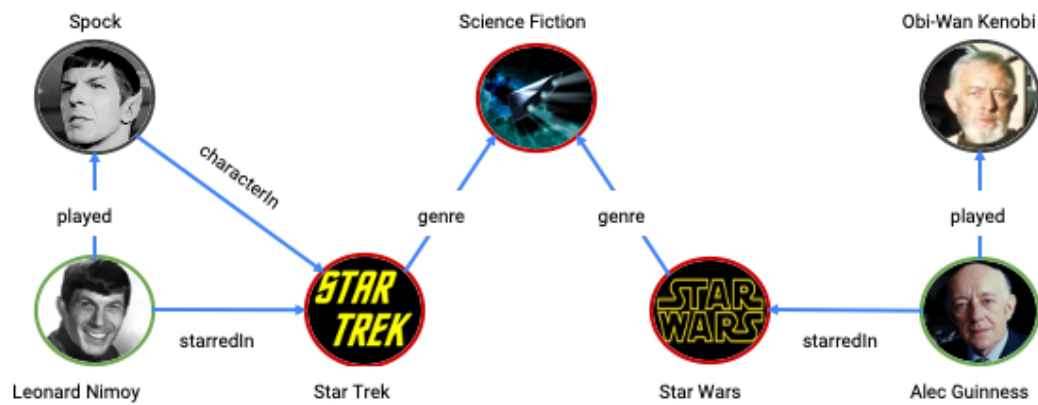 Spock
Science Fiction
Obi-Wan Kenobi
characterIn
played
genre
genre
played
STAR
TREK
STAR
WARS
starredIn
starredIn
Leonard Nimoy
Star Trek
Star Wars
Alec Guinness